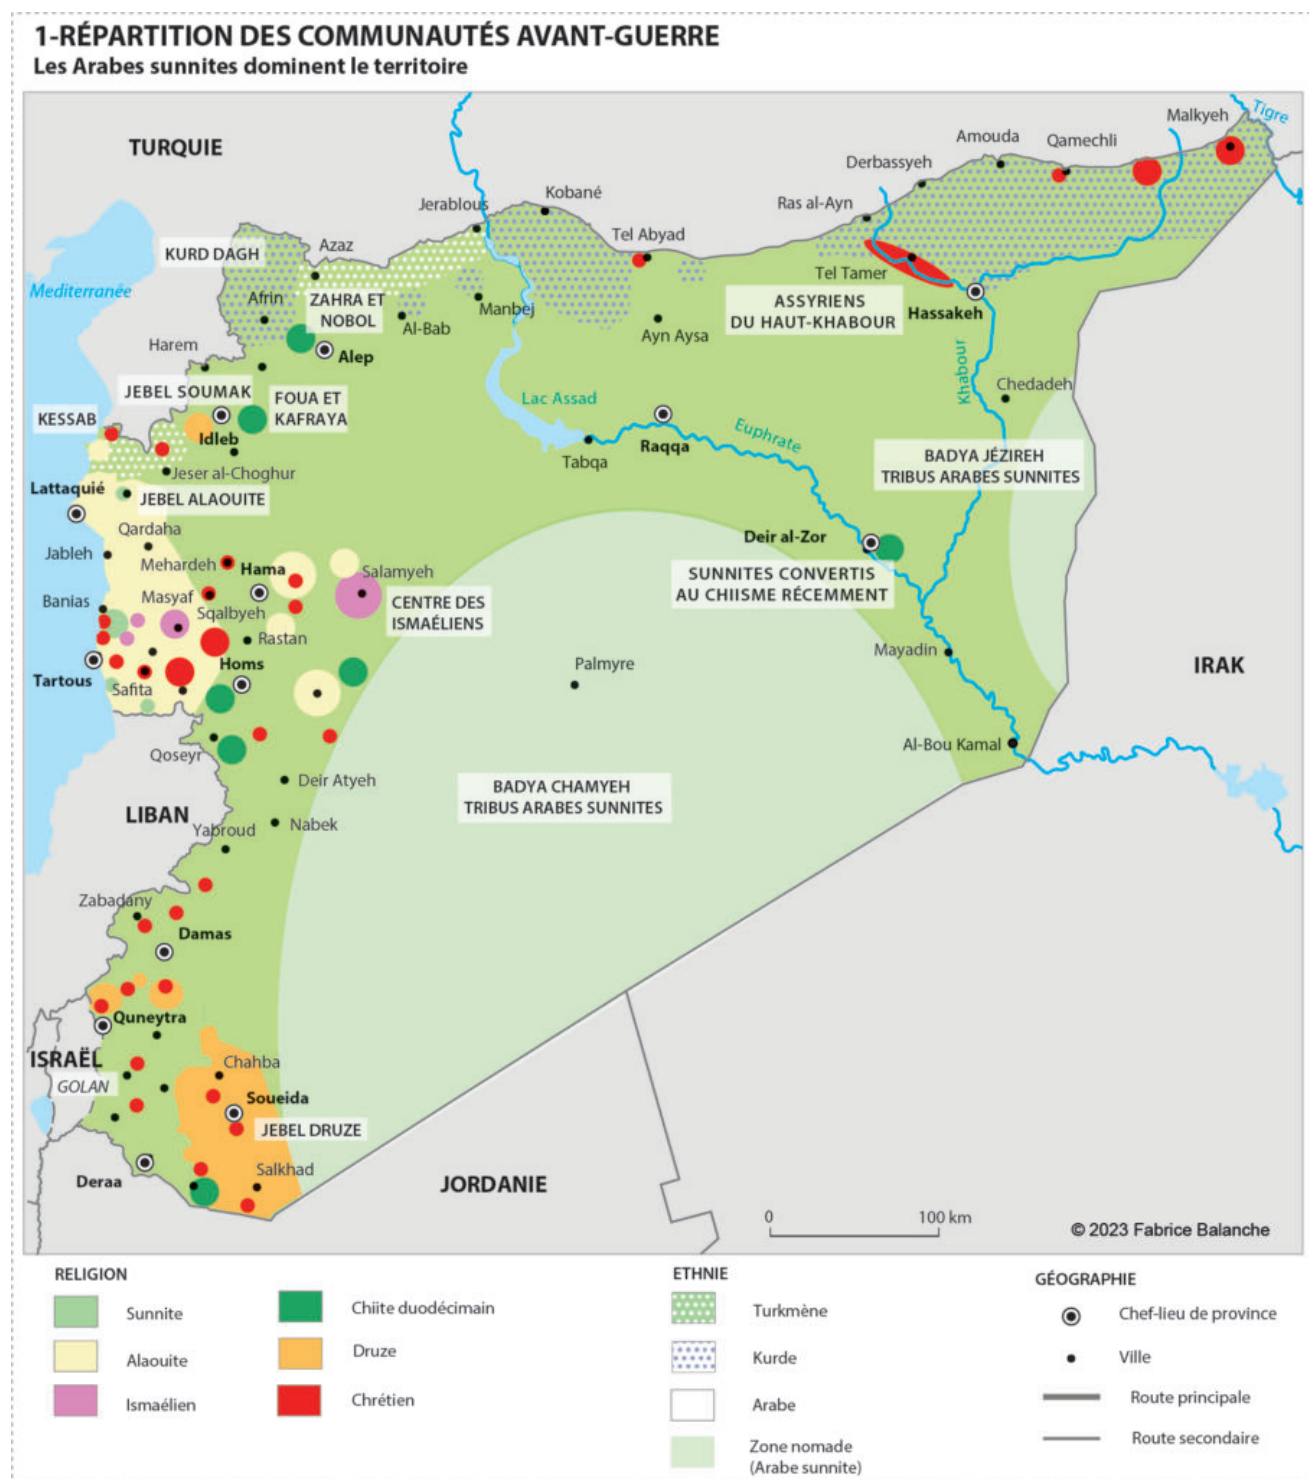 1-RÉPARTITION DES COMMUNAUTÉS AVANT-GUERRE
Les Arabes sunnites dominent le territoire
TURQUIE
Malkyeh
Tigre
Amouda
Qamechli
Derbassyeh
Kobané
Jerablous
Ras al-Ayn
Tel Abyad
Azaz
KURD DAGH
Mediterranée
Tel Tamer
Afrin
ZAHRA ET
NOBOL
Manbej
ASSYRIENS
DU HAUT-KHABOUR
Hassakeh
Al-Bab
Ayn Aysa
Harem
Alep
Khabour
Chedadeh
JEBEL SOUMAK
FOUA ET
KAFRAYA
Lac Assad
KESSAB
Idleb
Raqqa
Euphrate
Tabqa
BADYA JÉZIREH
TRIBUS ARABES SUNNITES
Jeser al-Choghur
Lattaquié
JEBEL ALAOUITE
Qardaha
Deir al-Zor
Jableh
Mehardeh
Hama
Salamyeh
SUNNITES CONVERTIS
AU CHIISME RÉCEMMENT
Banias
Masyaf
CENTRE DES
ISMAÉLIENS
Sqalbyeh
Rastan
Mayadin
Homs
Palmyre
IRAK
Tartous
Safita
Al-Bou Kamal
Qoseyr
Deir Atyeh
BADYA CHAMYEH
TRIBUS ARABES SUNNITES
LIBAN
Nabek
Yabroud
Zabadany
Damas
Quneytra
ISRAËL
Chahba
GOLAN
Soueida
JEBEL DRUZE
Salkhad
Deraa
JORDANIE
0
100 km
© 2023 Fabrice Balanche
RELIGION
Sunnite
Alaouite
Ismaélien
Chiite duodécimain
Druze
Chrétien
ETHNIE
Turkmène
Kurde
Arabe
Zone nomade
(Arabe sunnite)
GÉOGRAPHIE
Chef-lieu de province
Ville
Route principale
Route secondaire